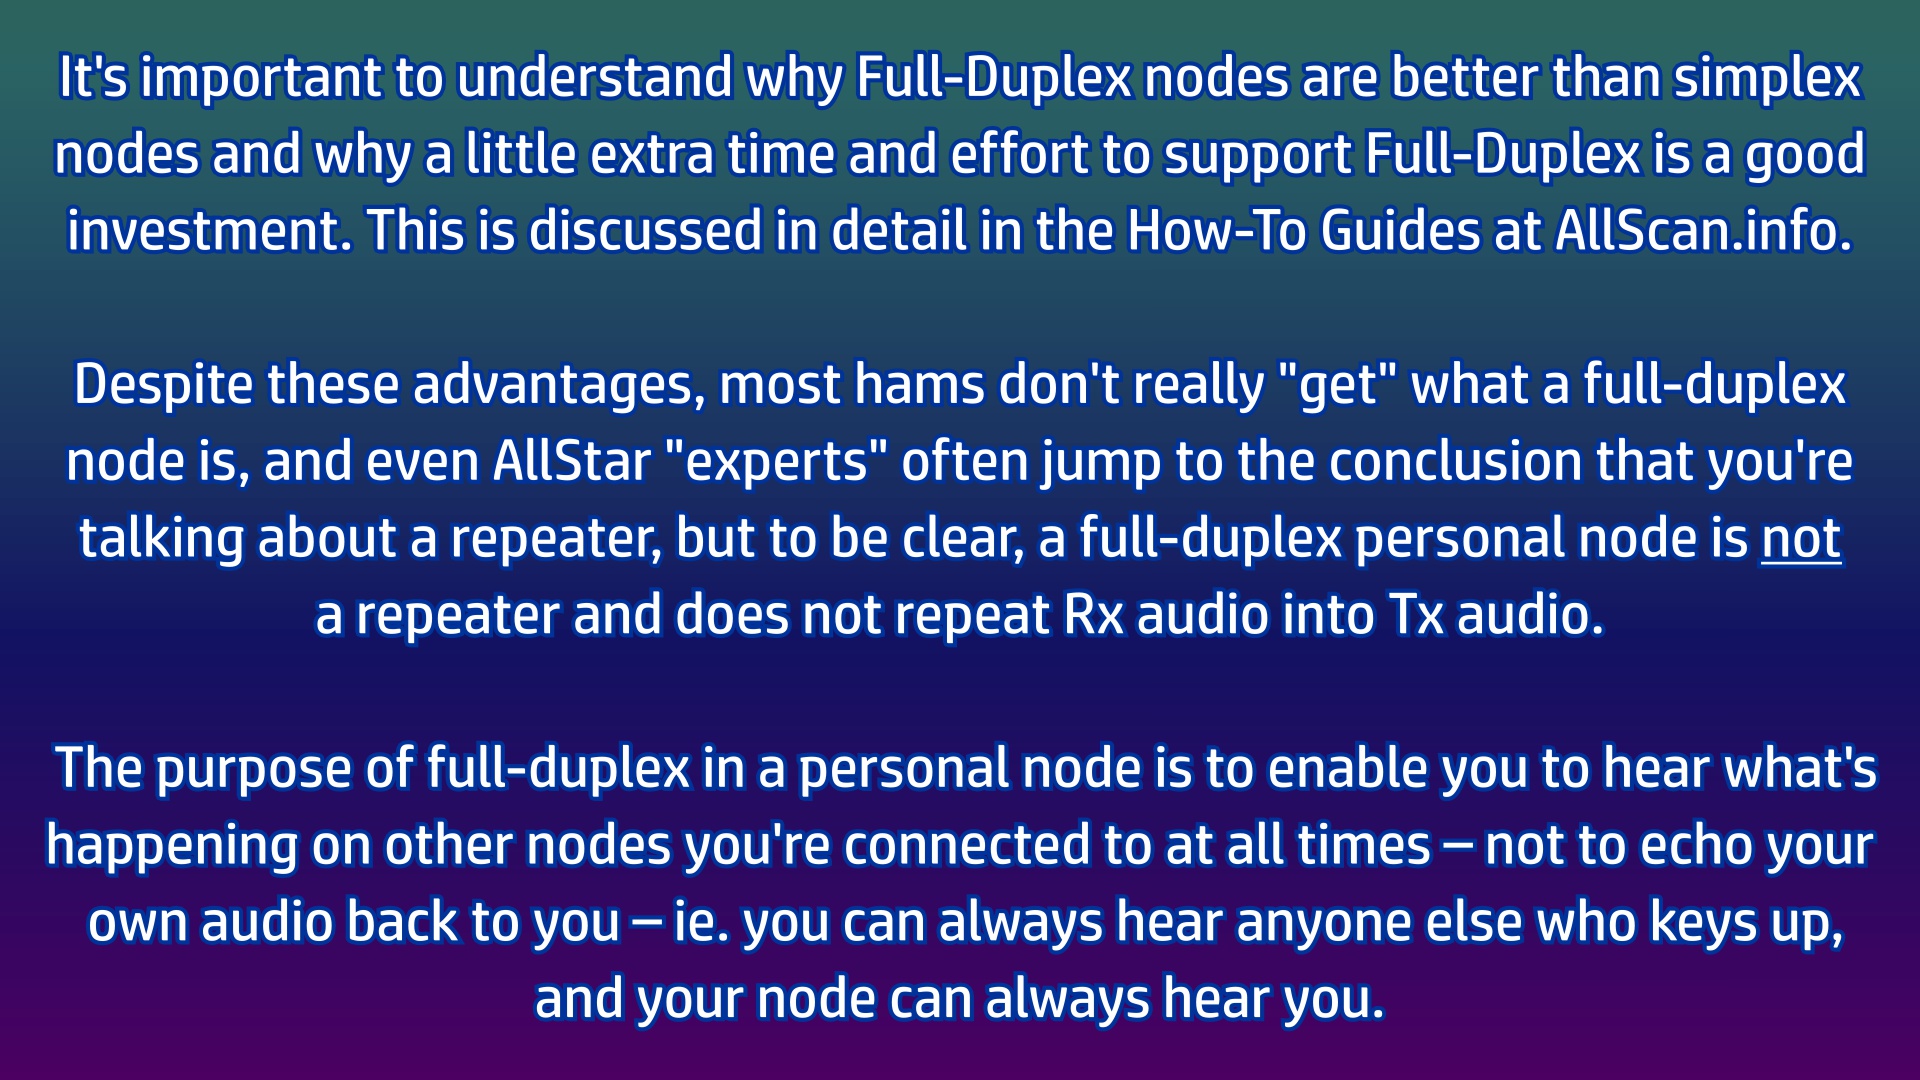 It's important to understand why Full-Duplex nodes are better than simplex
nodes and why a little extra time and effort to support Full-Duplex is a good
investment. This is discussed in detail in the How-To Guides at AllScan.info.
Despite these advantages, most hams don't really "get" what a full-duplex
node is, and even AllStar "experts" often jump to the conclusion that you're
talking about a repeater, but to be clear, a full-duplex personal node is not
a repeater and does not repeat Rx audio into Tx audio.
The purpose of full-duplex in a personal node is to enable you to hear what's
happening on other nodes you're connected to at all times – not to echo your
own audio back to you – ie. you can always hear anyone else who keys up,
and your node can always hear you.